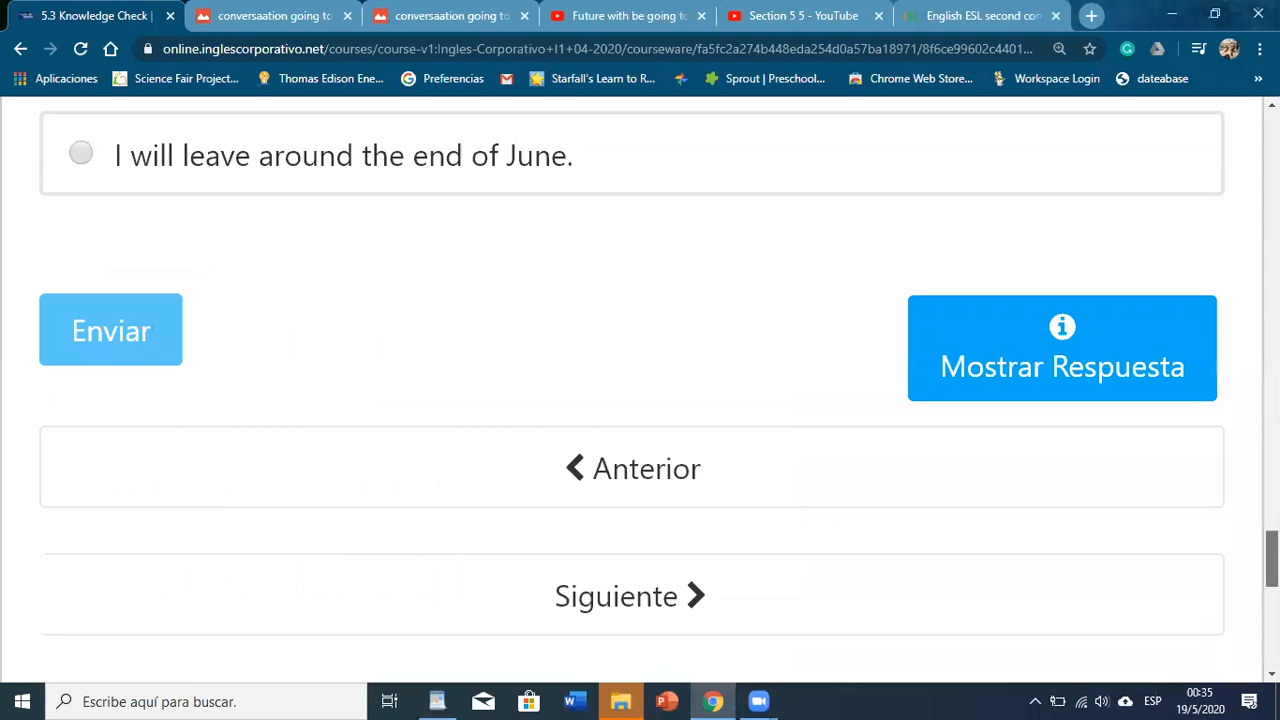 5.3 Knowledge Check |
conversaation going to
conversaation going to
Future with be going to
Section 5 5 - YouTube
English ESL second con
online.inglescorporativo.net/courses/course-v1:Ingles-Corporativo+I1+04-2020/courseware/fa5fc2a274b448eda254d0a57ba18971/8f6ce99602c4401...
Aplicaciones
Science Fair Project...
Thomas Edison Ene...
Preferencias
Starfall's Learn to R...
Sprout | Preschool...
Chrome Web Store...
Workspace Login
dateabase
»
I will leave around the end of June.
Enviar
Mostrar Respuesta
Anterior
Siguiente
Escribe aquí para buscar.
ESP
00:35
19/5/2020